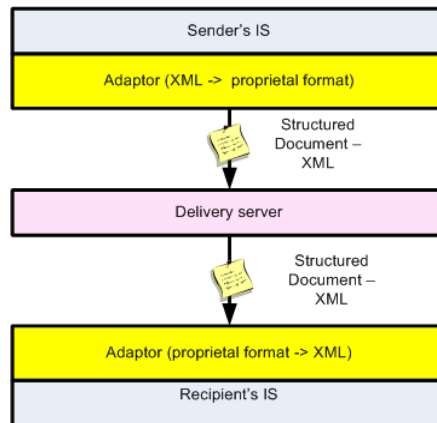 Sender's IS
Adaptor (XML -> proprietal format)
Structured
Document –
XML
Delivery server
Structured
Document –
XML
Adaptor (proprietal format -> XML)
Recipient's IS